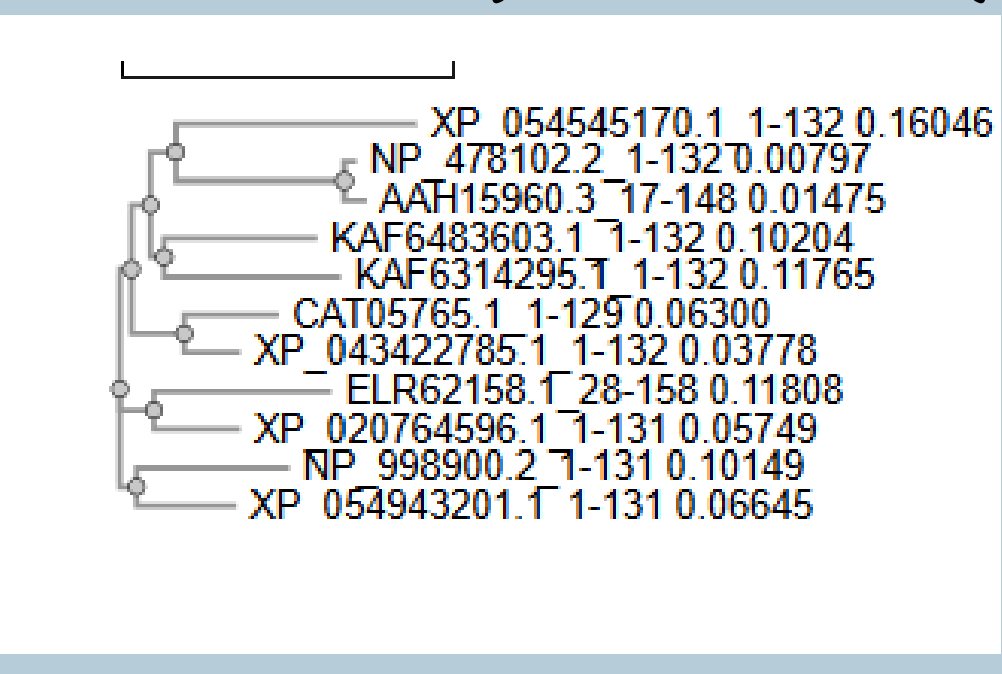 XP_054545170.1_1-132 0.16046
NP_478102.2_1-132 0.00797
AAH15960.3_17-148 0.01475
KAF6483603.1_1-132 0.10204
KAF6314295.1_1-132 0.11765
CAT05765.1_1-129 0.06300
XP_043422785.1_1-132 0.03778
ELR62158.1_28-158 0.11808
XP_020764596.1_1-131 0.05749
NP_998900.2_1-131 0.10149
XP_054943201.1_1-131 0.06645